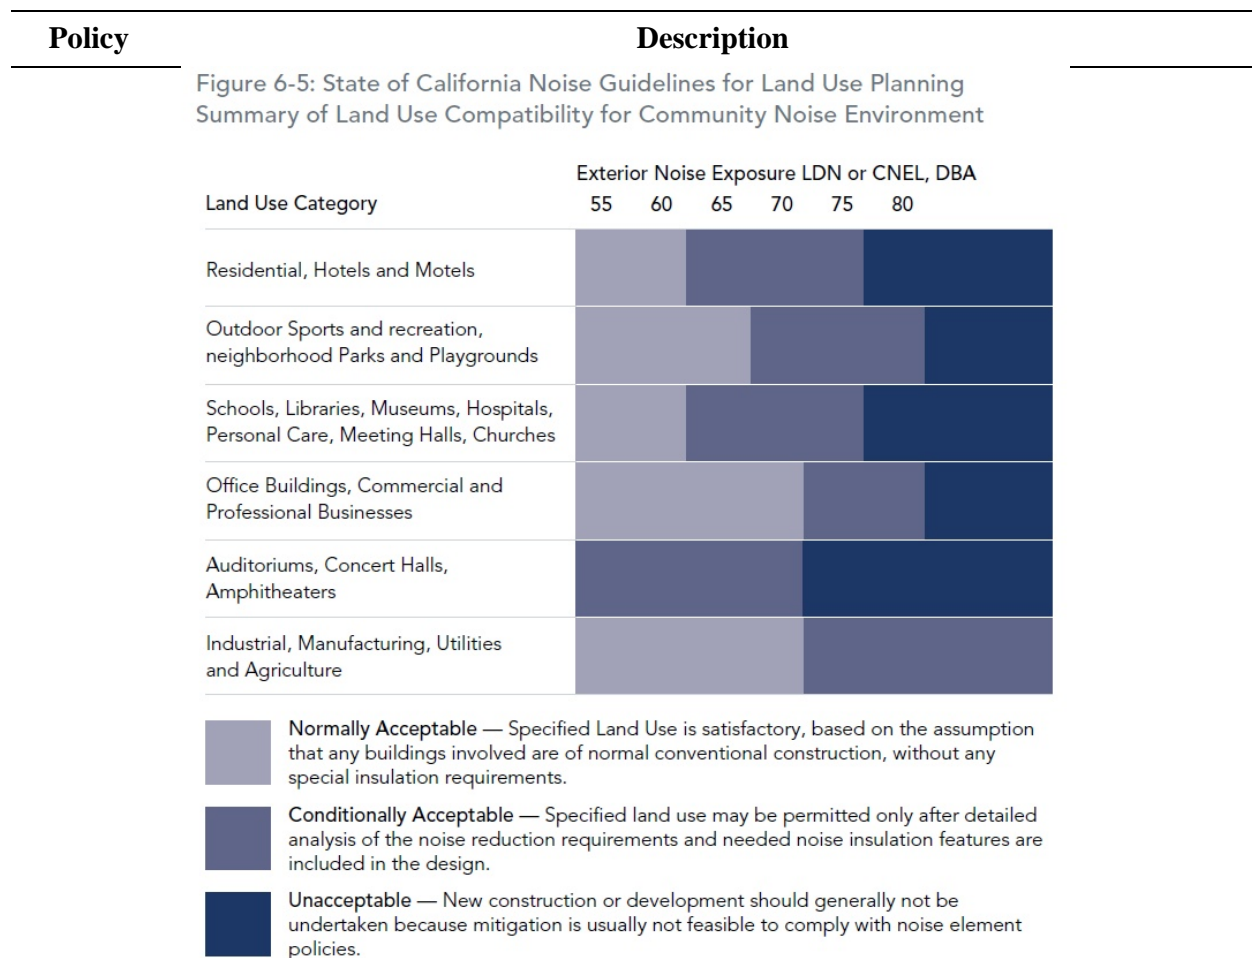 Policy Description
Figure 6-5: State of California Noise Guidelines for Land Use Planning
Summary of Land Use Compatibility for Community Noise Environment
Exterior Noise Exposure LDN or CNEL, DBA
Land Use Category 55 60 65 70 75 80
Residential, Hotels and Motels
Outdoor Sports and recreation,
neighborhood Parks and Playgrounds
Schools, Libraries, Museums, Hospitals,
Personal Care, Meeting Halls, Churches
Office Buildings, Commercial and
Professional Businesses
Auditoriums, Concert Halls,
Amphitheaters
Industrial, Manufacturing, Utilities
and Agriculture
Normally Acceptable — Specified Land Use is satisfactory, based on the assumption
that any buildings involved are of normal conventional construction, without any
special insulation requirements.
Conditionally Acceptable — Specified land use may be permitted only after detailed
analysis of the noise reduction requirements and needed noise insulation features are
included in the design.
Unacceptable — New construction or development should generally not be
undertaken because mitigation is usually not feasible to comply with noise element
policies.